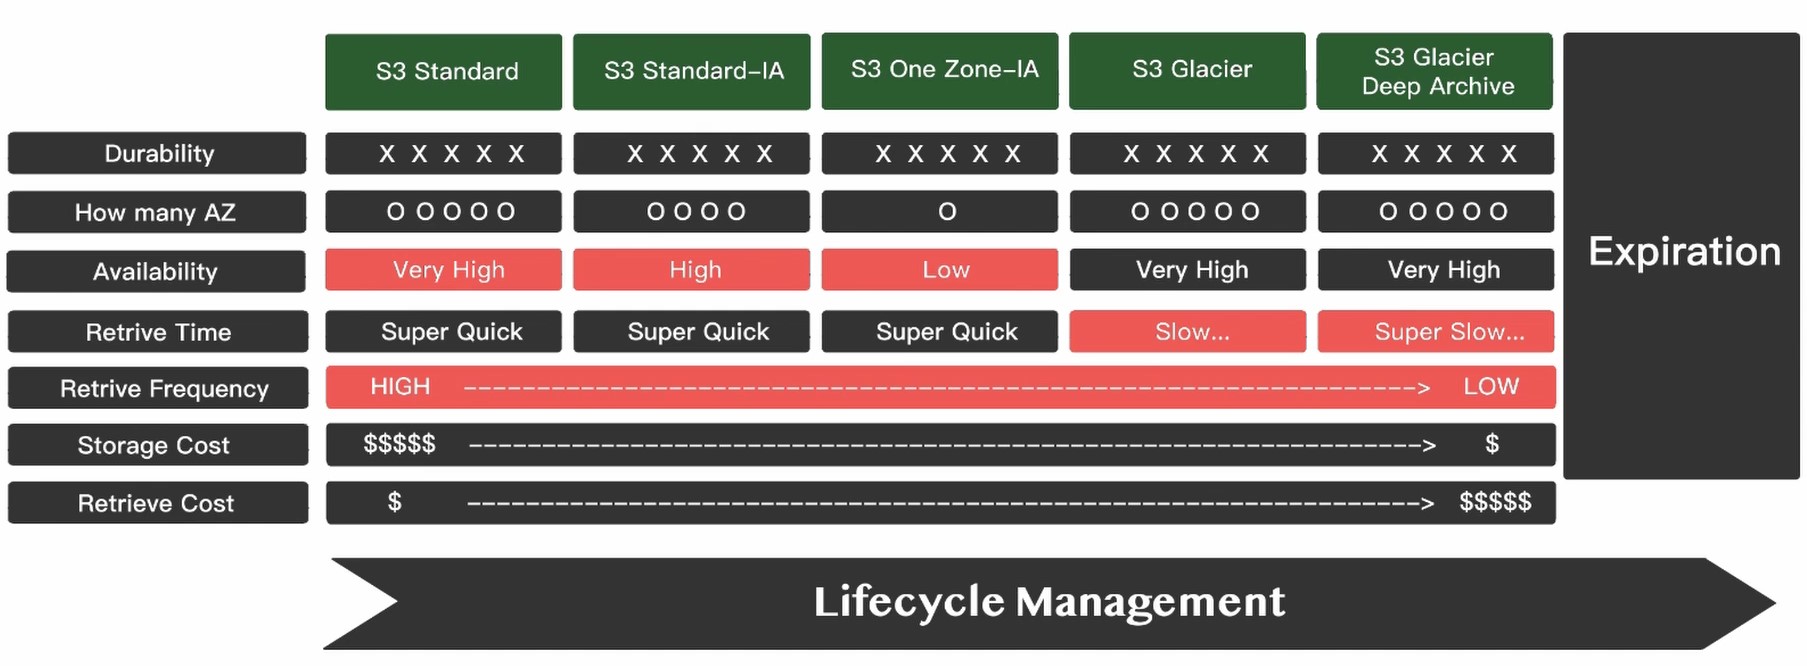 S3 Standard
S3 Standard-IA
S3 One Zone-IA
S3 Glacier
S3 Glacier
Deep Archive
Expiration
Durability
X X X X X
X X X X X
X X X X X
X X X X X
X X X X X
How many AZ
O O O O O
O O O O
O
O O O O O
O O O O O
Availability
Very High
High
Low
Very High
Very High
Retrive Time
Super Quick
Super Quick
Super Quick
Slow...
Super Slow...
Retrive Frequency
HIGH
LOW
Storage Cost
$$$$$
$
Retrieve Cost
$
$$$$$
Lifecycle Management